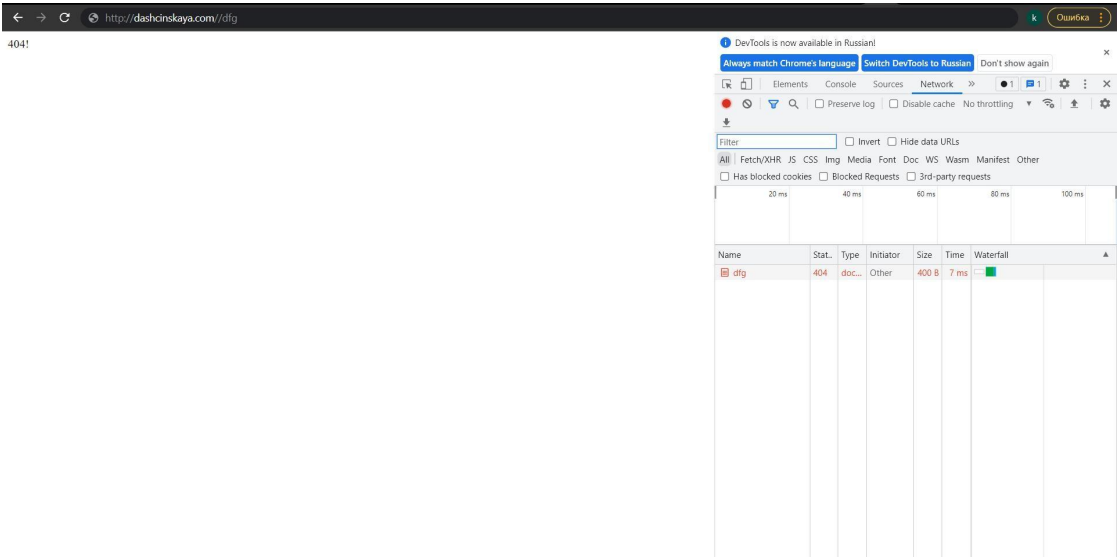 http://dashcinskaya.com//dfg
k
Ошибка
404!
DevTools is now available in Russian!
Always match Chrome's language Switch DevTools to Russian Don't show again
Elements Console Sources Network » 1 1
Preserve log Disable cache No throttling
Filter Invert Hide data URLs
All Fetch/XHR JS CSS Img Media Font Doc WS Wasm Manifest Other
Has blocked cookies Blocked Requests 3rd-party requests
20 ms 40 ms 60 ms 80 ms 100 ms
Name Stat.. Type Initiator Size Time Waterfall
dfg 404 doc... Other 400 B 7 ms